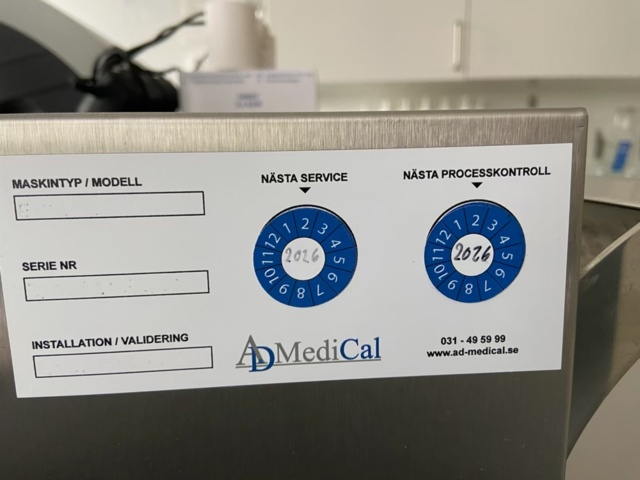 MASKINTYP / MODELL
SERIE NR
INSTALLATION / VALIDERING
NÄSTA SERVICE
1 2 3 4 5 6 7 8 9 10 11 12
2026
NÄSTA PROCESSKONTROLL
1 2 3 4 5 6 7 8 9 10 11 12
2026
ADMediCal
031 - 49 59 99
www.ad-medical.se